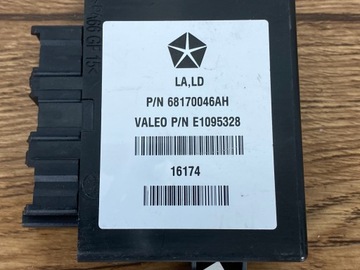 LA,LD
P/N 68170046AH
VALEO P/N E1095328
16174